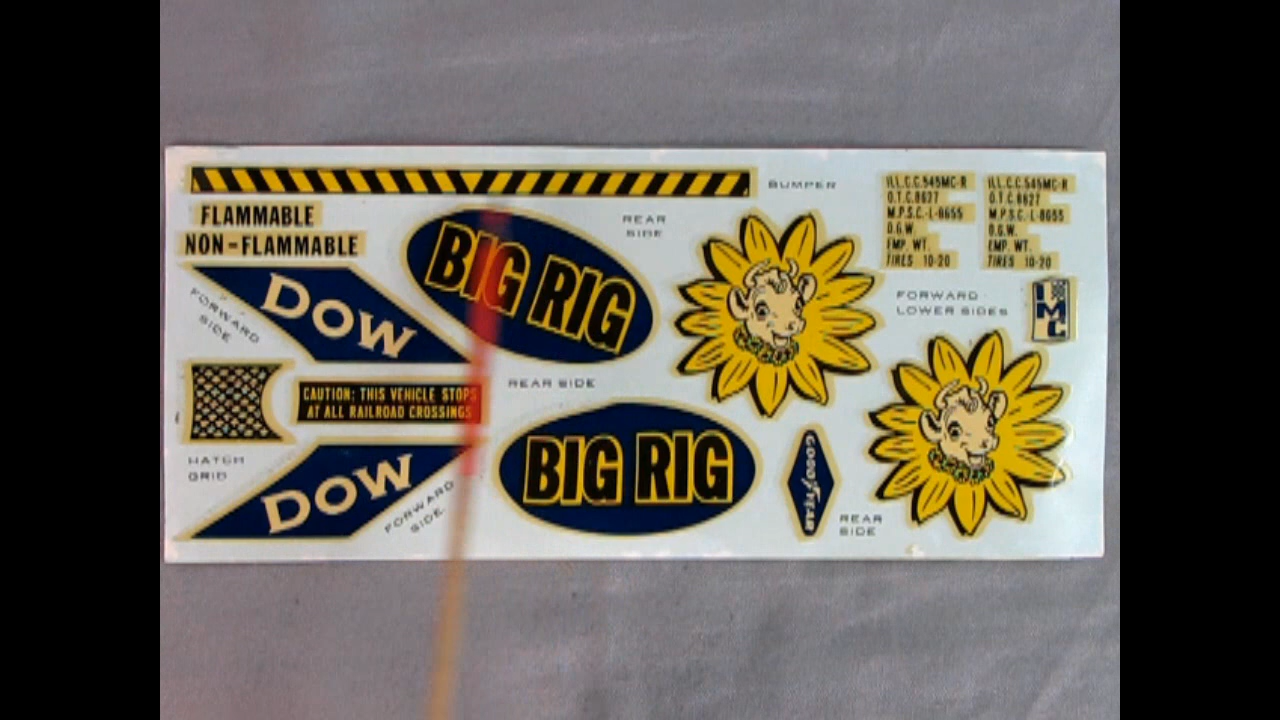 BUMPER
FLAMMABLE
NON-FLAMMABLE
REAR
SIDE
BIG RIG
ILL.C.C.545MC-R
O.T.C.8627
M.P.S.C.-L-8655
O.G.W.
EMP. WT.
TIRES 10-20
ILL.C.C.545MC-R
O.T.C.8627
M.P.S.C.-L-8655
O.G.W.
EMP. WT.
TIRES 10-20
DOW
FORWARD
SIDE
FORWARD
LOWER SIDES
REAR SIDE
CAUTION: THIS VEHICLE STOPS
AT ALL RAILROAD CROSSINGS
HATCH
GRID
DOW
FORWARD
SIDE
BIG RIG
GOODYEAR
REAR
SIDE